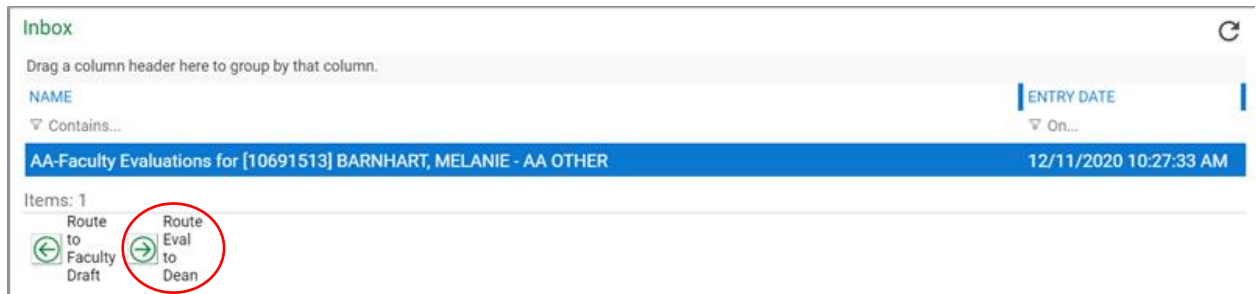 Inbox
Drag a column header here to group by that column.
NAME ENTRY DATE
Contains... On...
AA-Faculty Evaluations for [10691513] BARNHART, MELANIE - AA OTHER 12/11/2020 10:27:33 AM
Items: 1
Route
to
Faculty
Draft
Route
Eval
to
Dean